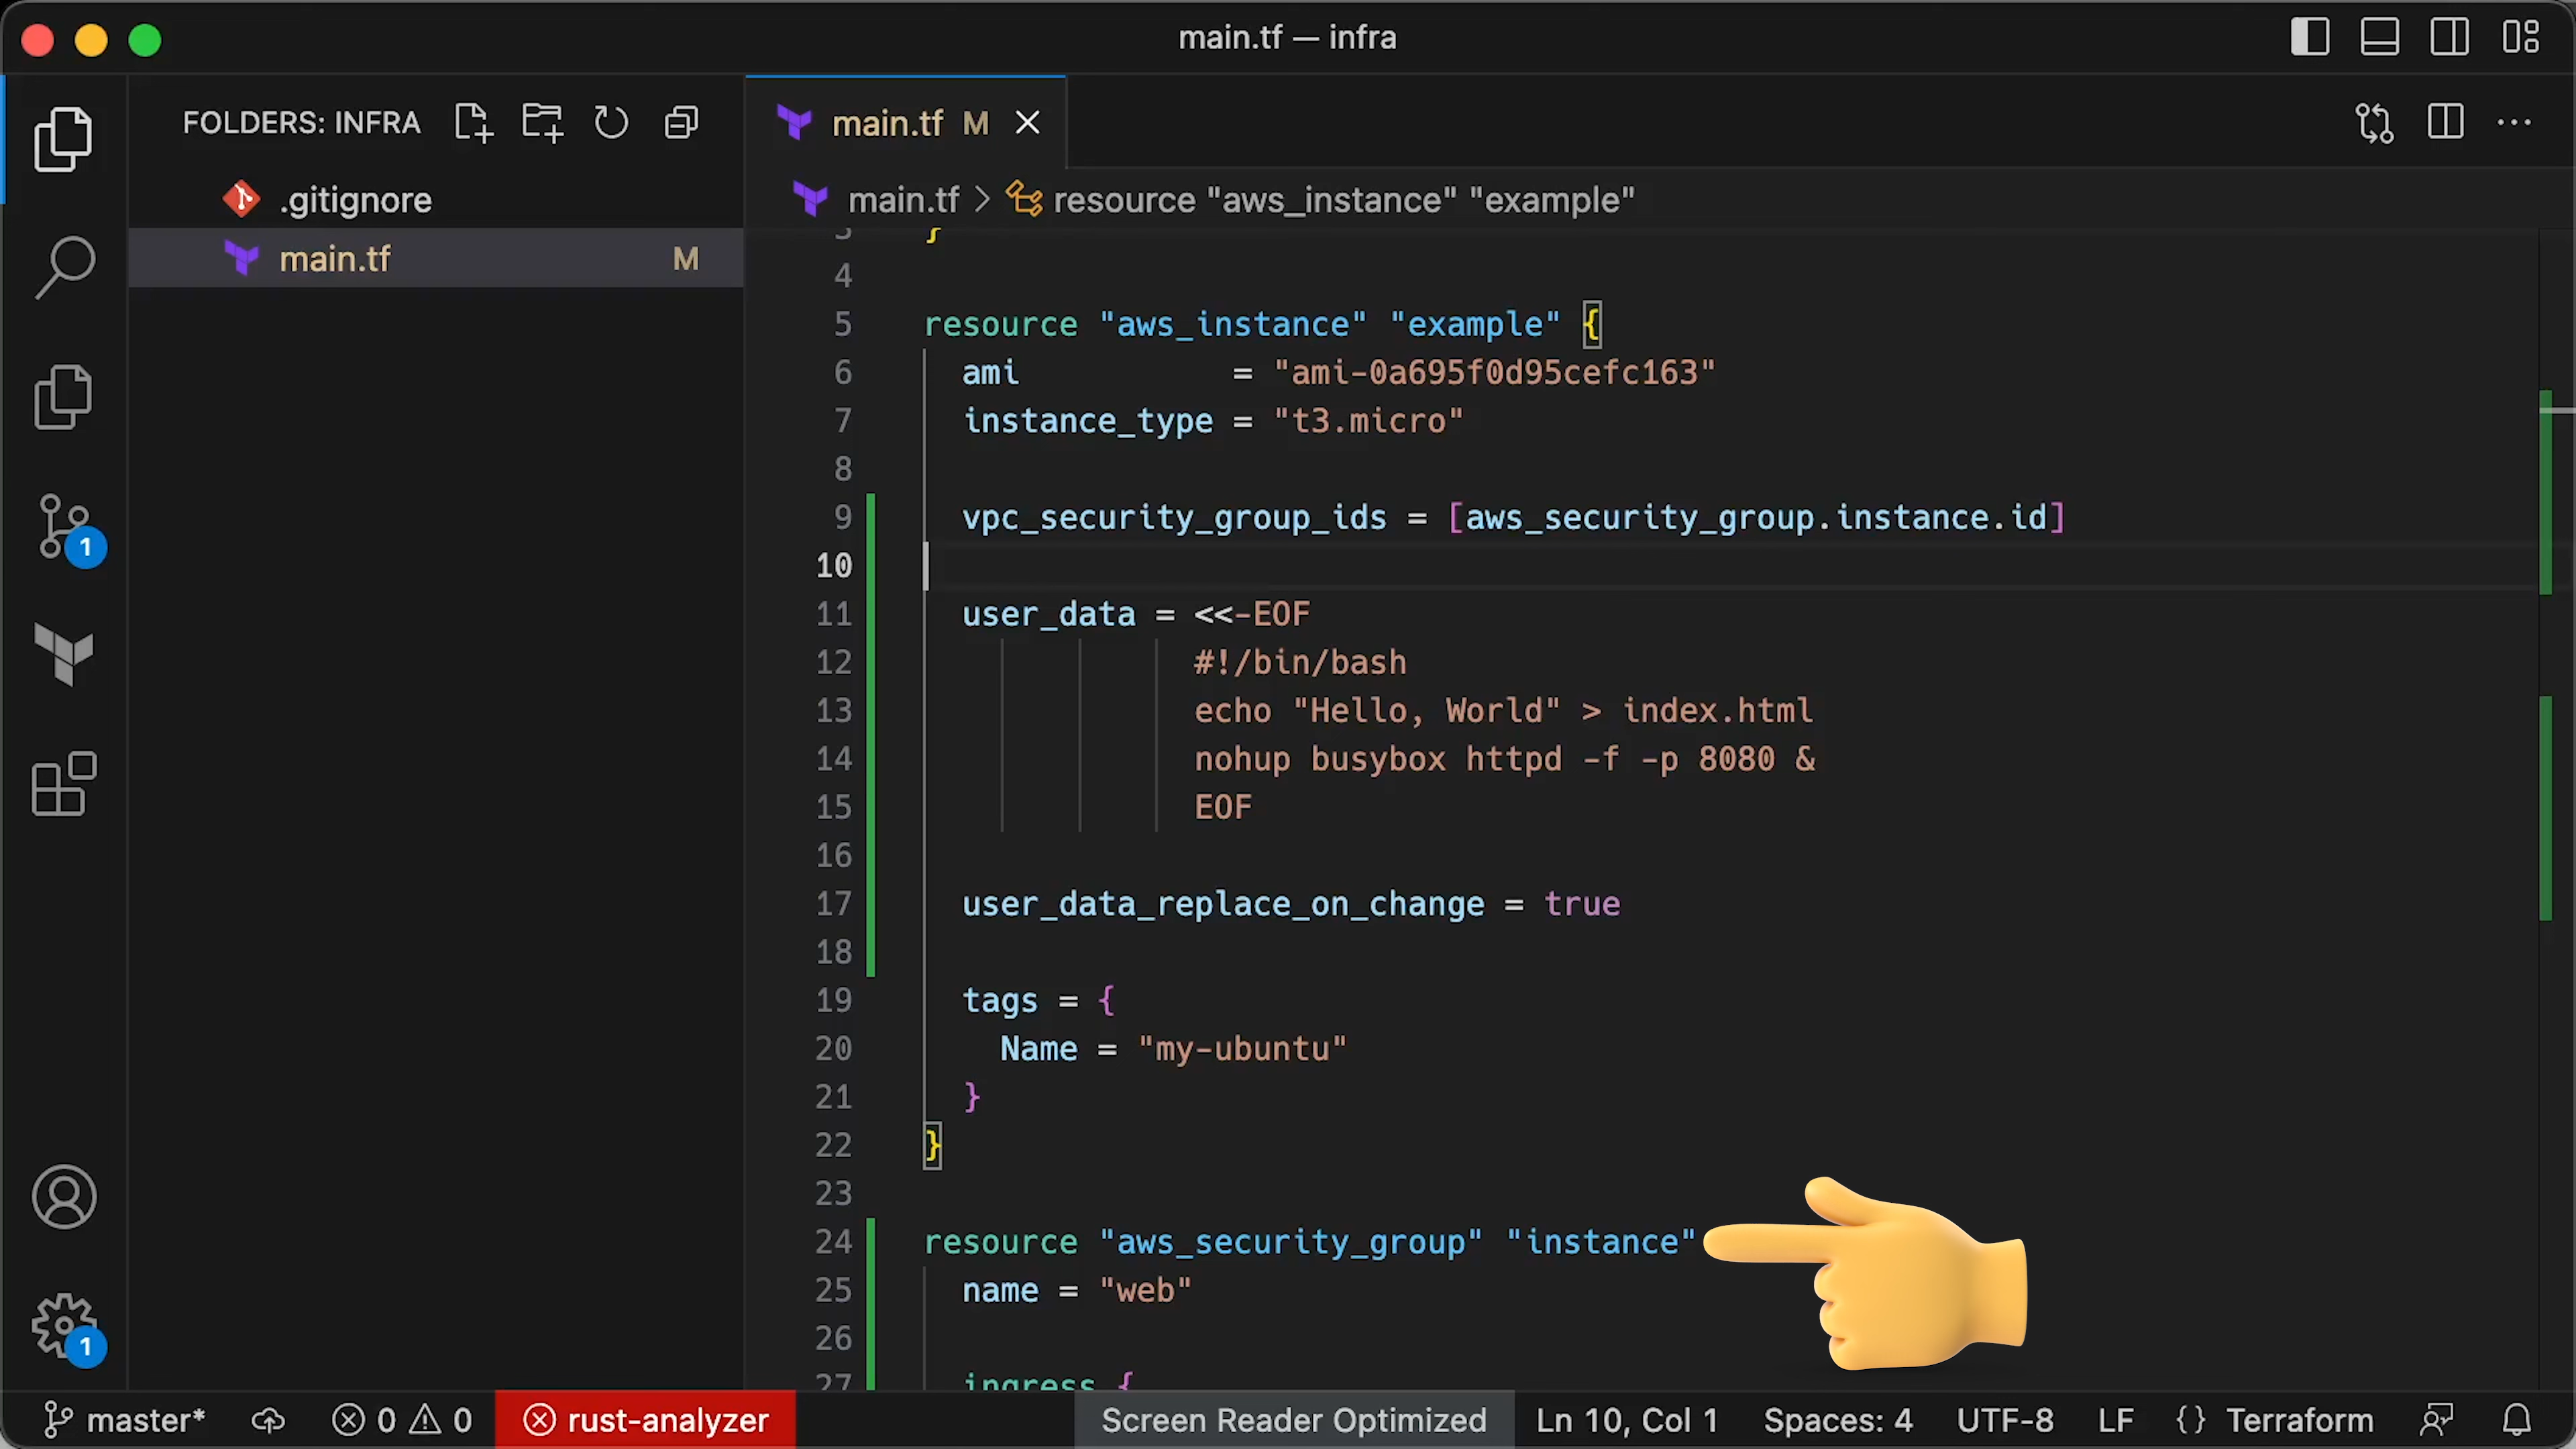 main.tf — infra
FOLDERS: INFRA
main.tf M
.gitignore
main.tf > resource "aws_instance" "example"
main.tf M
3 }
4
5 resource "aws_instance" "example" {
6 ami = "ami-0a695f0d95cefc163"
7 instance_type = "t3.micro"
8
9 vpc_security_group_ids = [aws_security_group.instance.id]
10
11 user_data = <<-EOF
12 #!/bin/bash
13 echo "Hello, World" > index.html
14 nohup busybox httpd -f -p 8080 &
15 EOF
16
17 user_data_replace_on_change = true
18
19 tags = {
20 Name = "my-ubuntu"
21 }
22 }
23
24 resource "aws_security_group" "instance"
25 name = "web"
26
27 ingress {
1
1
master* 0 0 rust-analyzer Screen Reader Optimized Ln 10, Col 1 Spaces: 4 UTF-8 LF {} Terraform